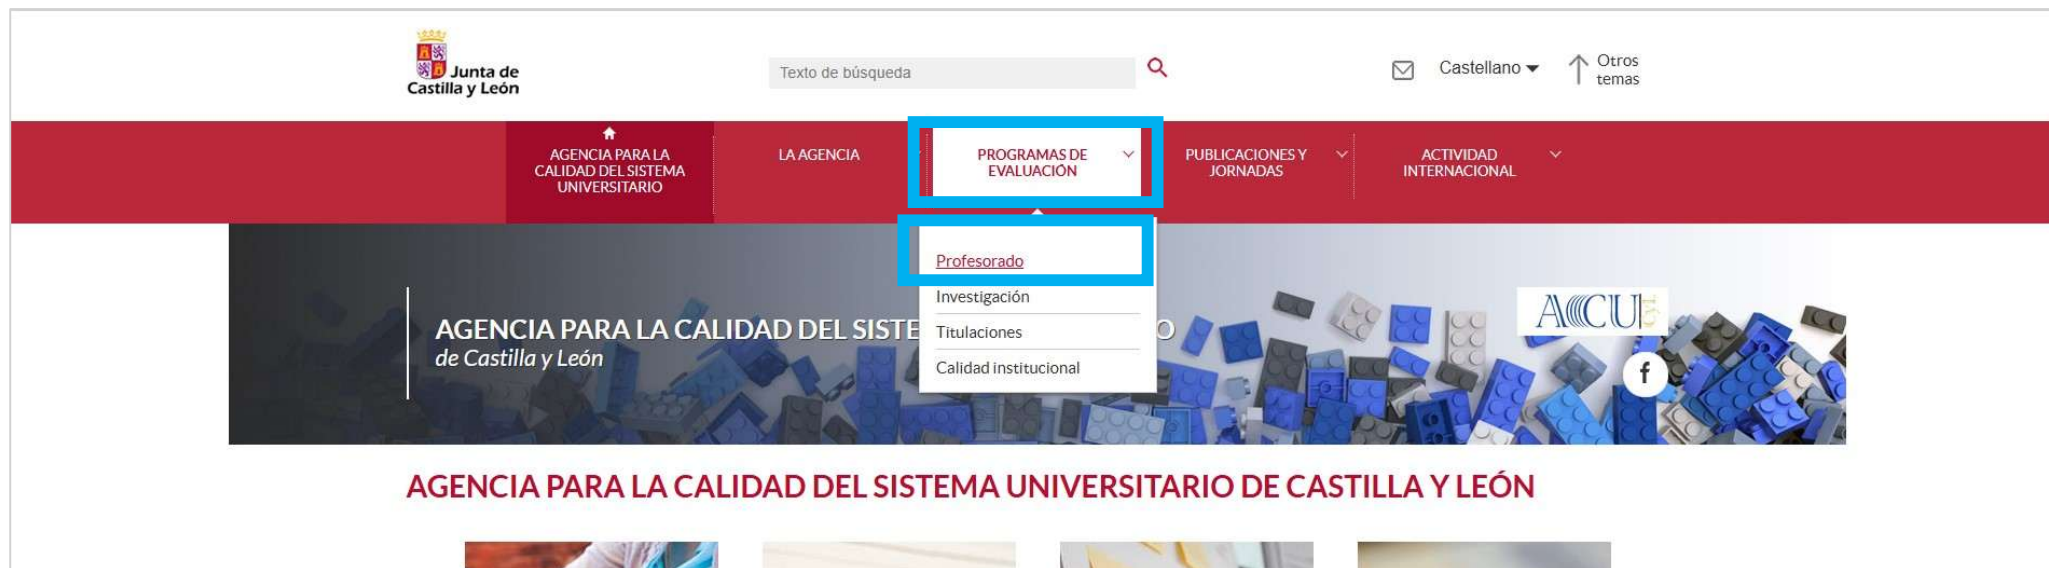 Junta de
Castilla y León
Texto de búsqueda
Castellano
Otros
temas
AGENCIA PARA LA
CALIDAD DEL SISTEMA
UNIVERSITARIO
LA AGENCIA
PROGRAMAS DE
EVALUACIÓN
PUBLICACIONES Y
JORNADAS
ACTIVIDAD
INTERNACIONAL
Profesorado
Investigación
Titulaciones
Calidad institucional
AGENCIA PARA LA CALIDAD DEL SISTE O
de Castilla y León
ACCU
f
AGENCIA PARA LA CALIDAD DEL SISTEMA UNIVERSITARIO DE CASTILLA Y LEÓN